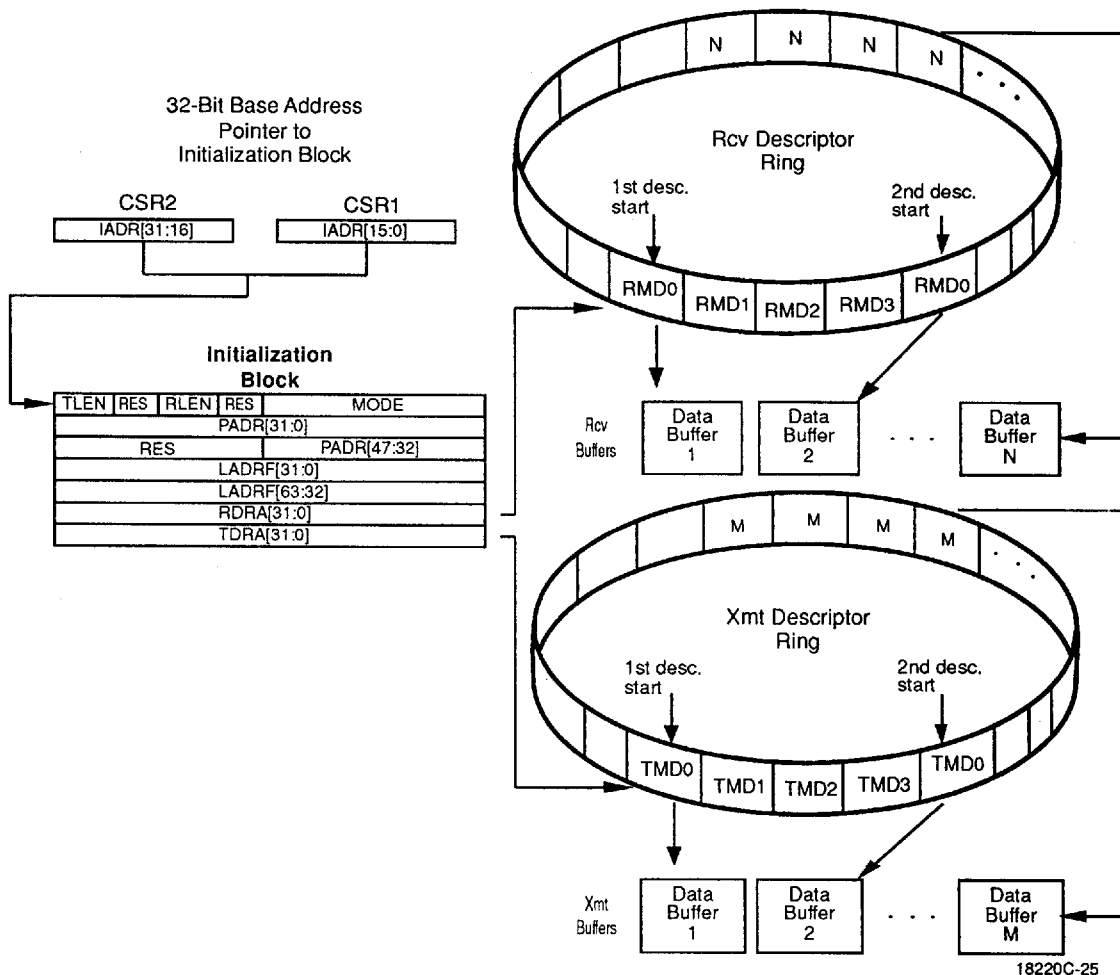 32-Bit Base Address
Pointer to
Initialization Block
CSR2
CSR1
IADR[31:16]
IADR[15:0]
Initialization
Block
TLEN RES RLEN RES MODE
PADR[31:0]
RES PADR[47:32]
LADRF[31:0]
LADRF[63:32]
RDRA[31:0]
TDRA[31:0]
N N N N . . .
Rcv Descriptor
Ring
1st desc.
start
2nd desc.
start
RMD0 RMD1 RMD2 RMD3 RMD0
Rcv
Buffers
Data
Buffer
1
Data
Buffer
2
. . .
Data
Buffer
N
M M M M . . .
Xmt Descriptor
Ring
1st desc.
start
2nd desc.
start
TMD0 TMD1 TMD2 TMD3 TMD0
Xmt
Buffers
Data
Buffer
1
Data
Buffer
2
. . .
Data
Buffer
M
18220C-25